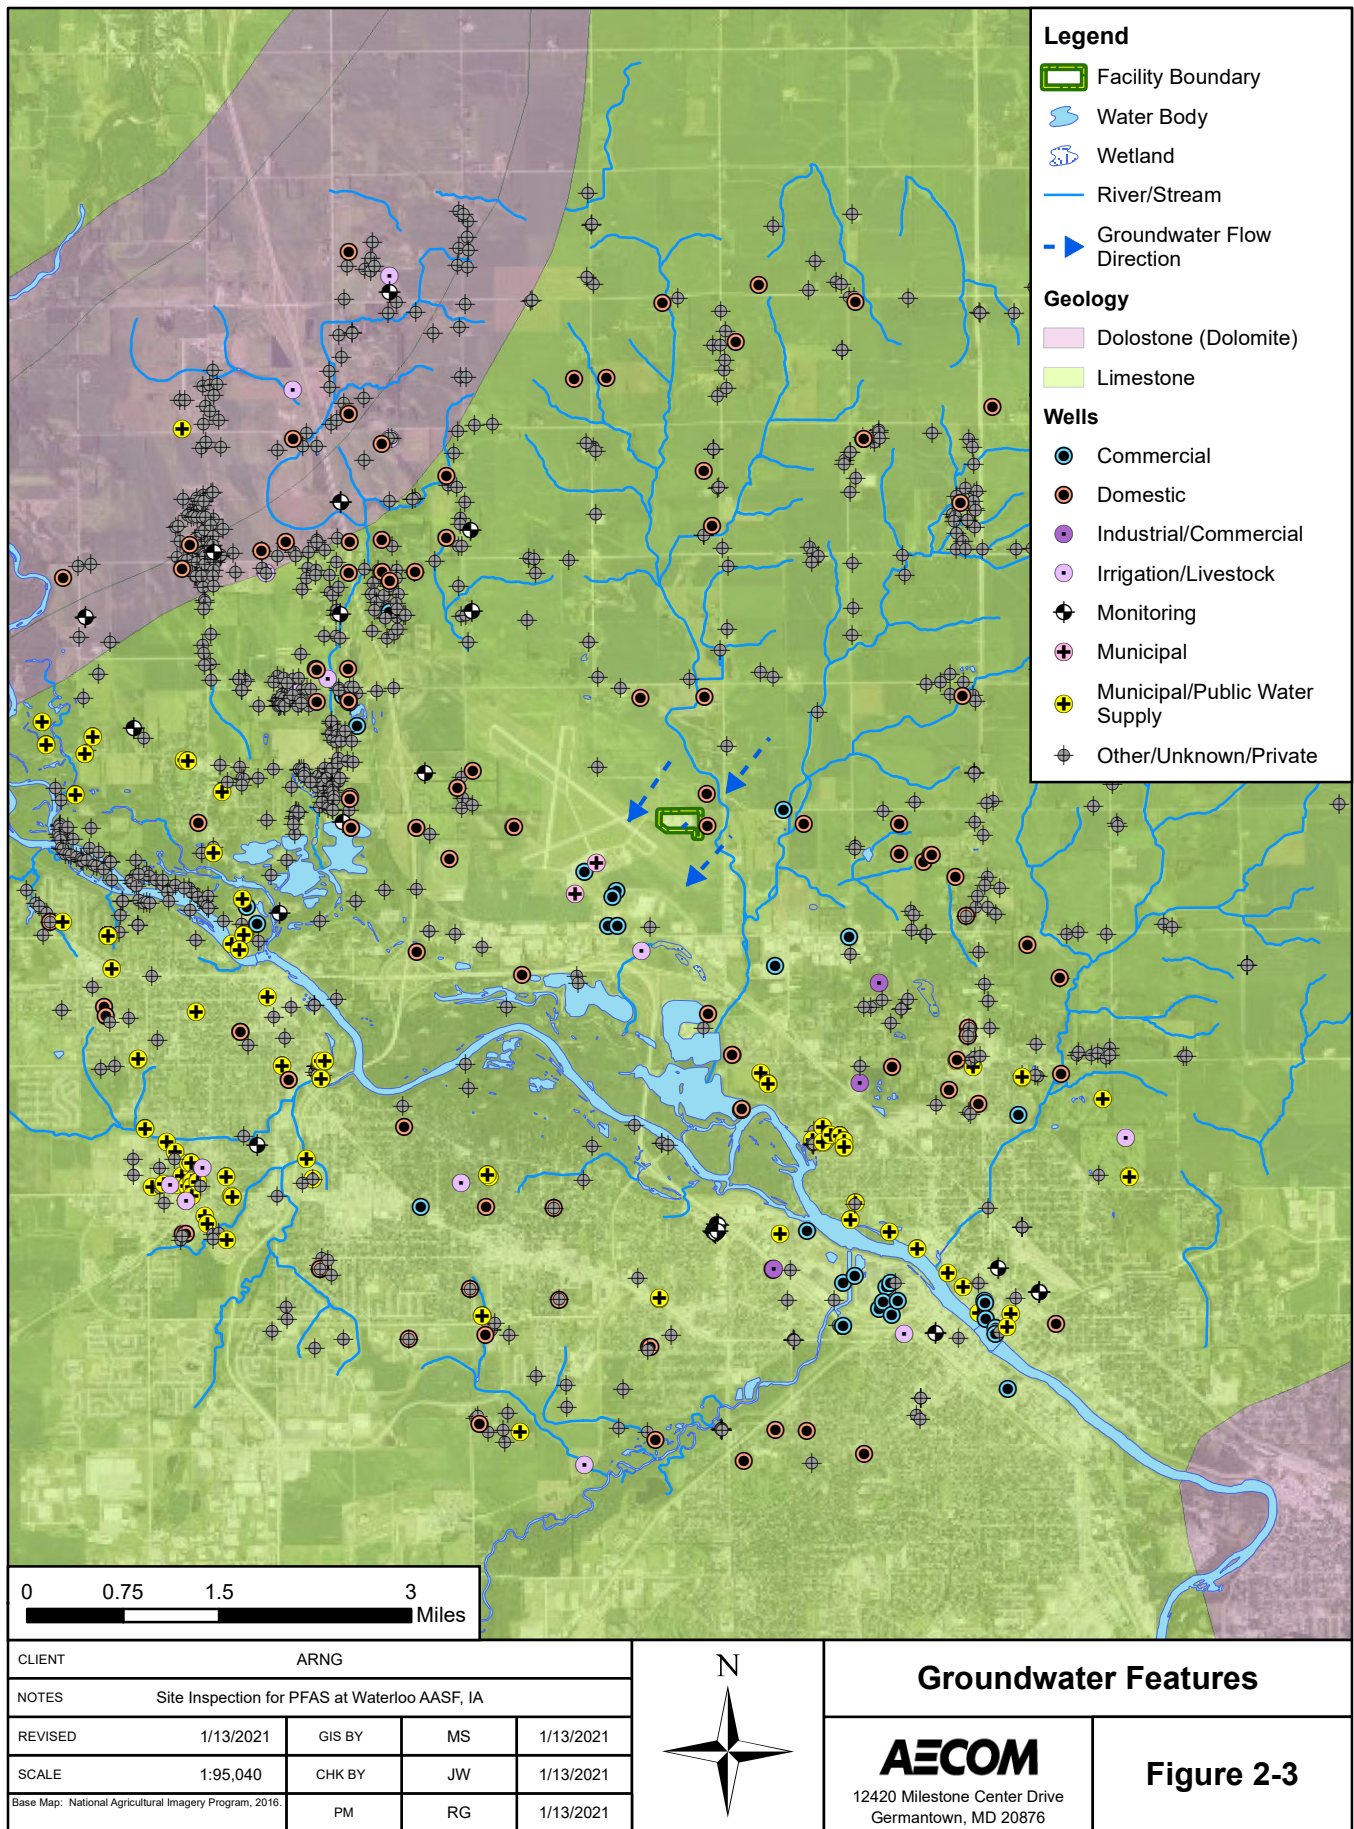 Legend
Facility Boundary
Water Body
Wetland
River/Stream
Groundwater Flow
Direction
Geology
Dolostone (Dolomite)
Limestone
Wells
Commercial
Domestic
Industrial/Commercial
Irrigation/Livestock
Monitoring
Municipal
Municipal/Public Water
Supply
Other/Unknown/Private
0 0.75 1.5 3
Miles
CLIENT ARNG
NOTES Site Inspection for PFAS at Waterloo AASF, IA
REVISED 1/13/2021 GIS BY MS 1/13/2021
SCALE 1:95,040 CHK BY JW 1/13/2021
Base Map: National Agricultural Imagery Program, 2016. PM RG 1/13/2021
N
Groundwater Features
AECOM
12420 Milestone Center Drive
Germantown, MD 20876
Figure 2-3